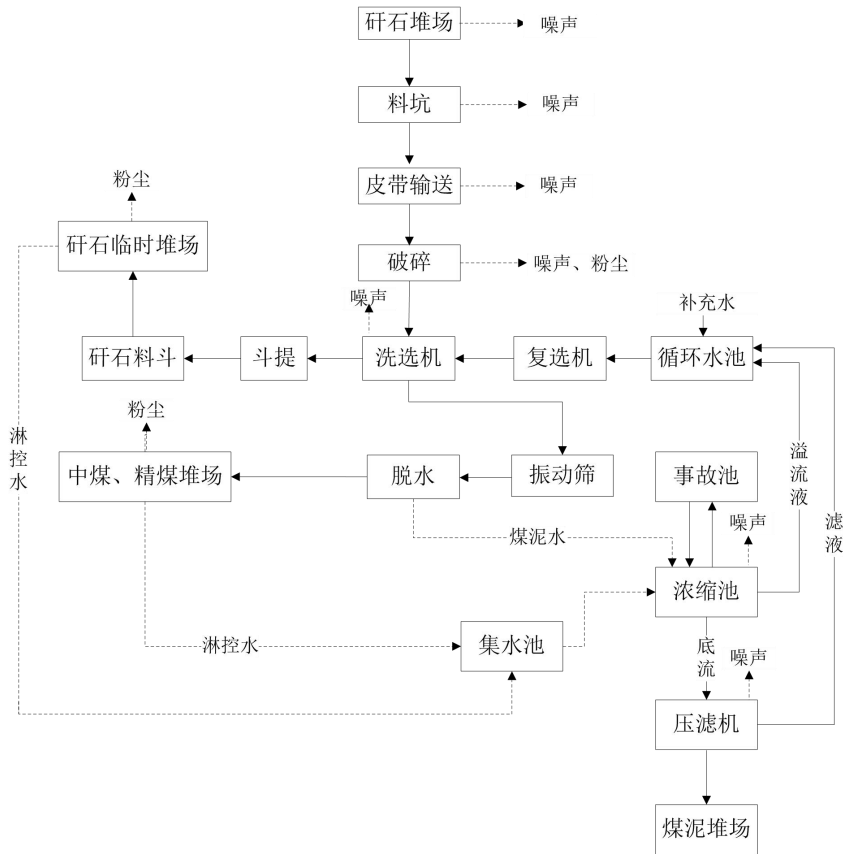 矸石堆场
噪声
料坑
噪声
皮带输送
噪声
粉尘
矸石临时堆场
破碎
噪声、粉尘
噪声
补充水
矸石料斗
斗提
洗选机
复选机
循环水池
粉尘
淋控水
中煤、精煤堆场
脱水
振动筛
事故池
溢流液
滤液
煤泥水
噪声
浓缩池
淋控水
集水池
底流
噪声
压滤机
煤泥堆场